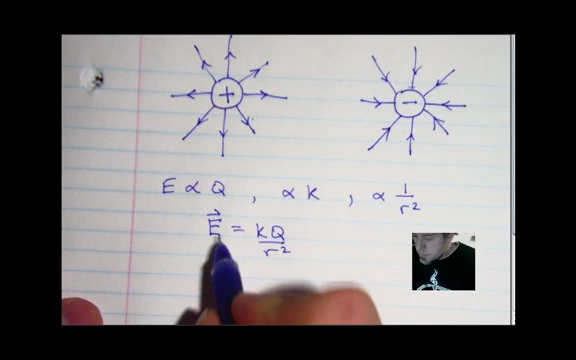 + −
E ∝ Q , ∝ K , ∝ 1/r²
E⃗ = KQ/r²